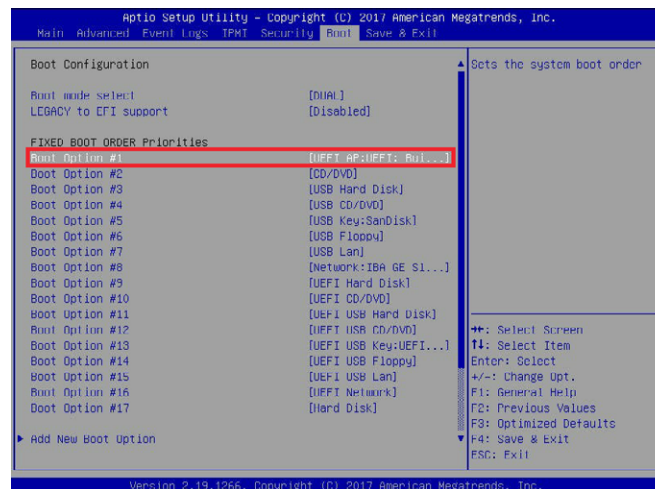 Aptio Setup Utility – Copyright (C) 2017 American Megatrends, Inc.
Main Advanced Event Logs IPMI Security Boot Save & Exit
Boot Configuration
Boot mode select [DUAL]
LEGACY to EFI support [Disabled]
FIXED BOOT ORDER Priorities
Boot Option #1 [UEFI AP:UEFI: Bui...]
Boot Option #2 [CD/DVD]
Boot Option #3 [USB Hard Disk]
Boot Option #4 [USB CD/DVD]
Boot Option #5 [USB Key:SanDisk]
Boot Option #6 [USB Floppy]
Boot Option #7 [USB Lan]
Boot Option #8 [Network:IBA GE Sl...]
Boot Option #9 [UEFI Hard Disk]
Boot Option #10 [UEFI CD/DVD]
Boot Option #11 [UEFI USB Hard Disk]
Boot Option #12 [UEFI USB CD/DVD]
Boot Option #13 [UEFI USB Key:UEFI...]
Boot Option #14 [UEFI USB Floppy]
Boot Option #15 [UEFI USB Lan]
Boot Option #16 [UEFI Network]
Boot Option #17 [Hard Disk]
Add New Boot Option
Sets the system boot order
→←: Select Screen
↑↓: Select Item
Enter: Select
+/-: Change Opt.
F1: General Help
F2: Previous Values
F3: Optimized Defaults
F4: Save & Exit
ESC: Exit
Version 2.19.1266. Copyright (C) 2017 American Megatrends, Inc.